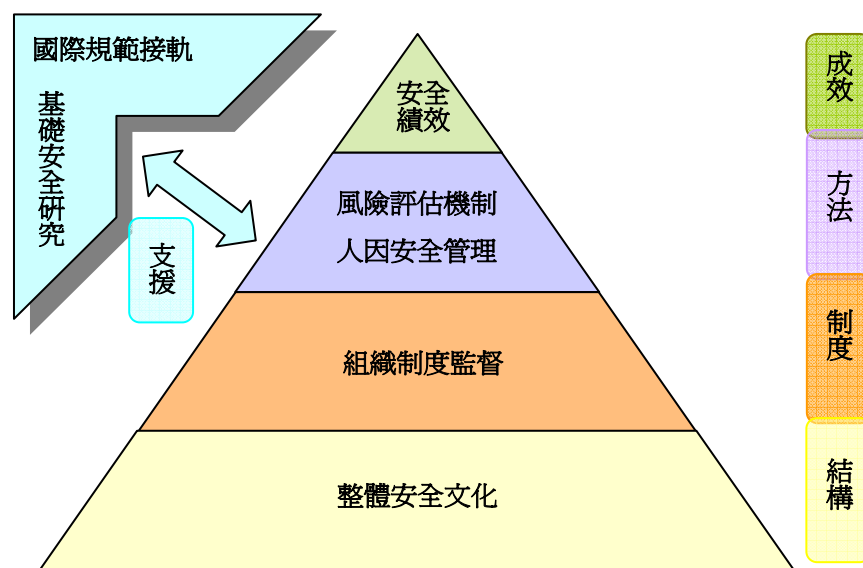 國際規範接軌
基礎安全研究
支援
安全
績效
風險評估機制
人因安全管理
組織制度監督
整體安全文化
成效
方法
制度
結構